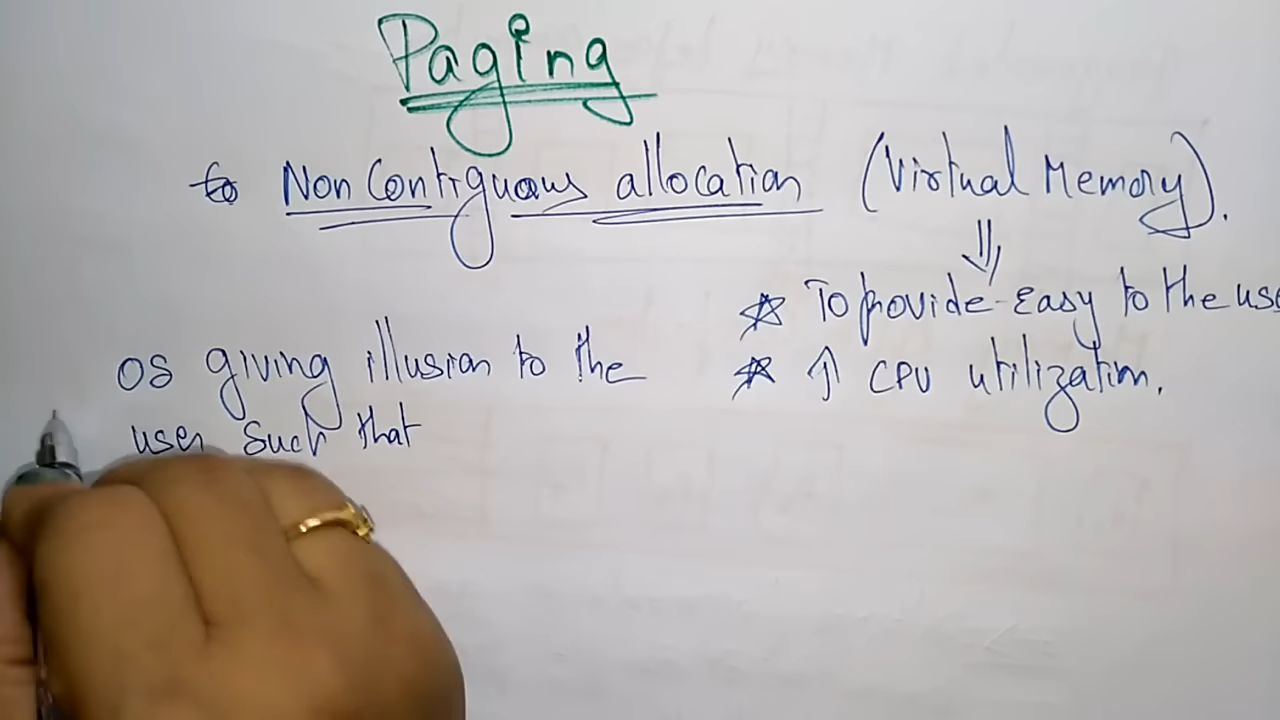 Paging
Non Contiguous allocation (Virtual Memory).
To provide easy to the use
↑ CPU utilization.
OS giving illusion to the
user such that